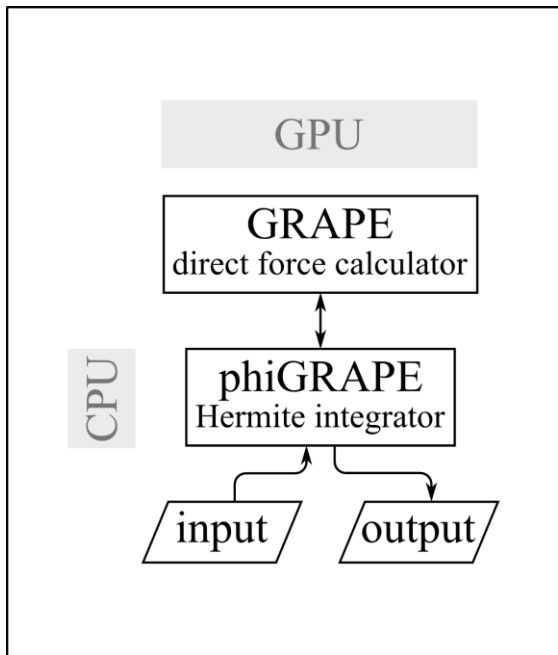 GPU
GRAPE
direct force calculator
CPU
phiGRAPE
Hermite integrator
input
output